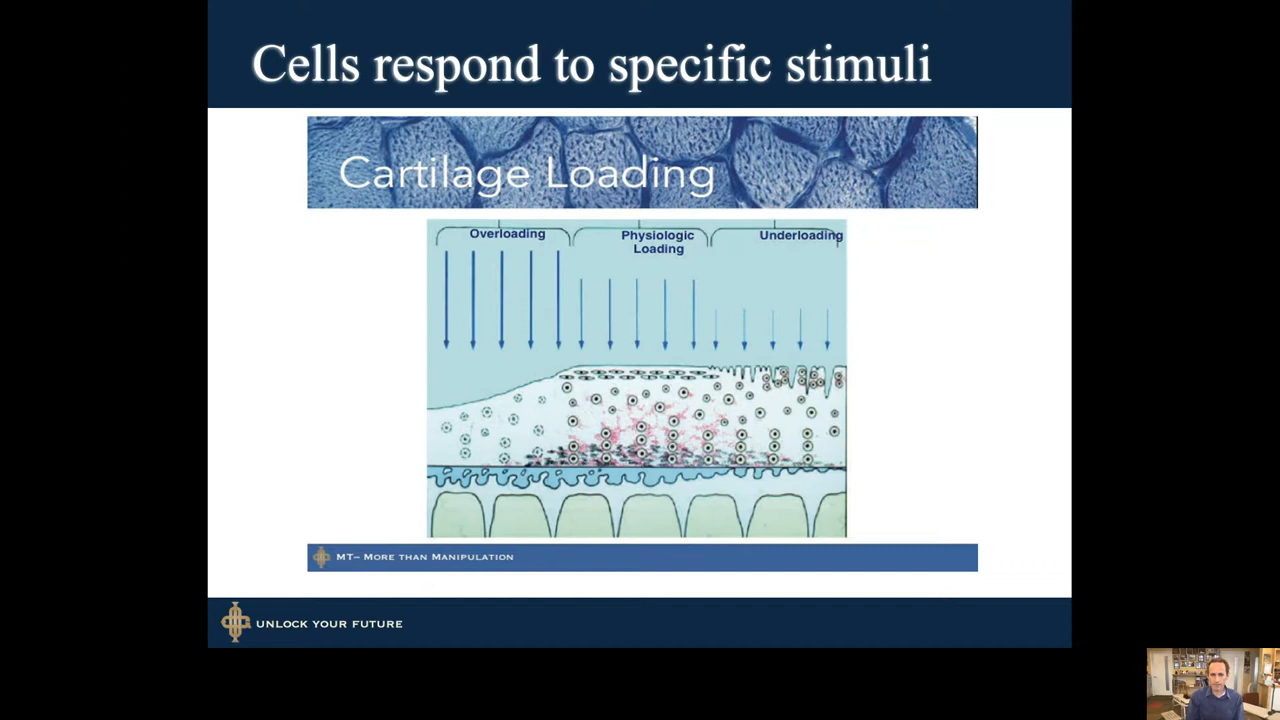 Cells respond to specific stimuli
Cartilage Loading
Overloading
Physiologic
Loading
Underloading
MT– More than Manipulation
UNLOCK YOUR FUTURE